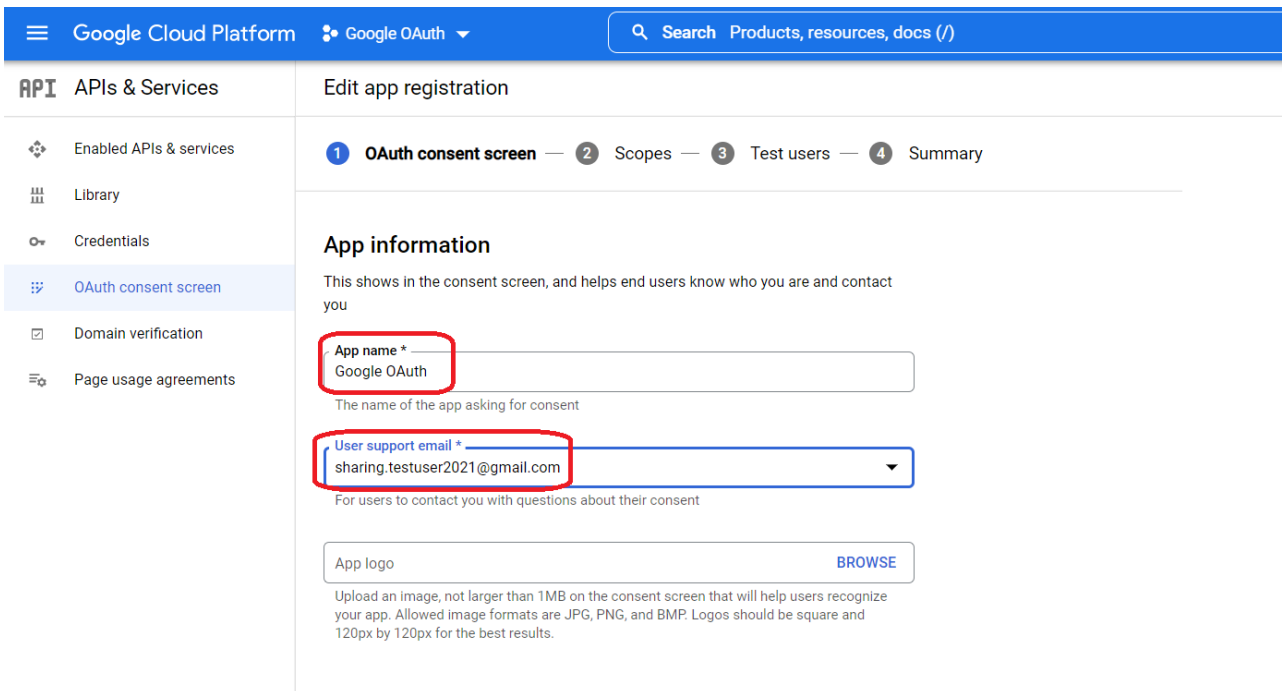 Google Cloud Platform Google OAuth Search Products, resources, docs (/)
API APIs & Services
Edit app registration
Enabled APIs & services
Library
Credentials
OAuth consent screen
Domain verification
Page usage agreements
1 OAuth consent screen — 2 Scopes — 3 Test users — 4 Summary
App information
This shows in the consent screen, and helps end users know who you are and contact
you
App name *
Google OAuth
The name of the app asking for consent
User support email *
sharing.testuser2021@gmail.com
For users to contact you with questions about their consent
App logo BROWSE
Upload an image, not larger than 1MB on the consent screen that will help users recognize
your app. Allowed image formats are JPG, PNG, and BMP. Logos should be square and
120px by 120px for the best results.